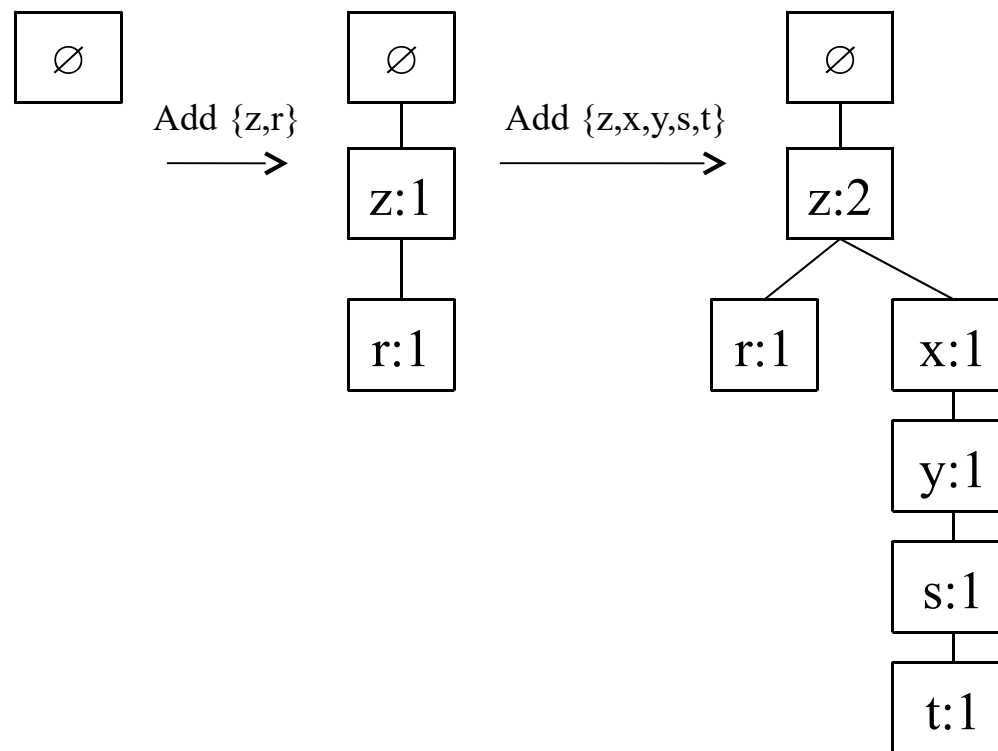 ∅
∅
∅
Add {z,r}
Add {z,x,y,s,t}
z:1
z:2
r:1
r:1
x:1
y:1
s:1
t:1